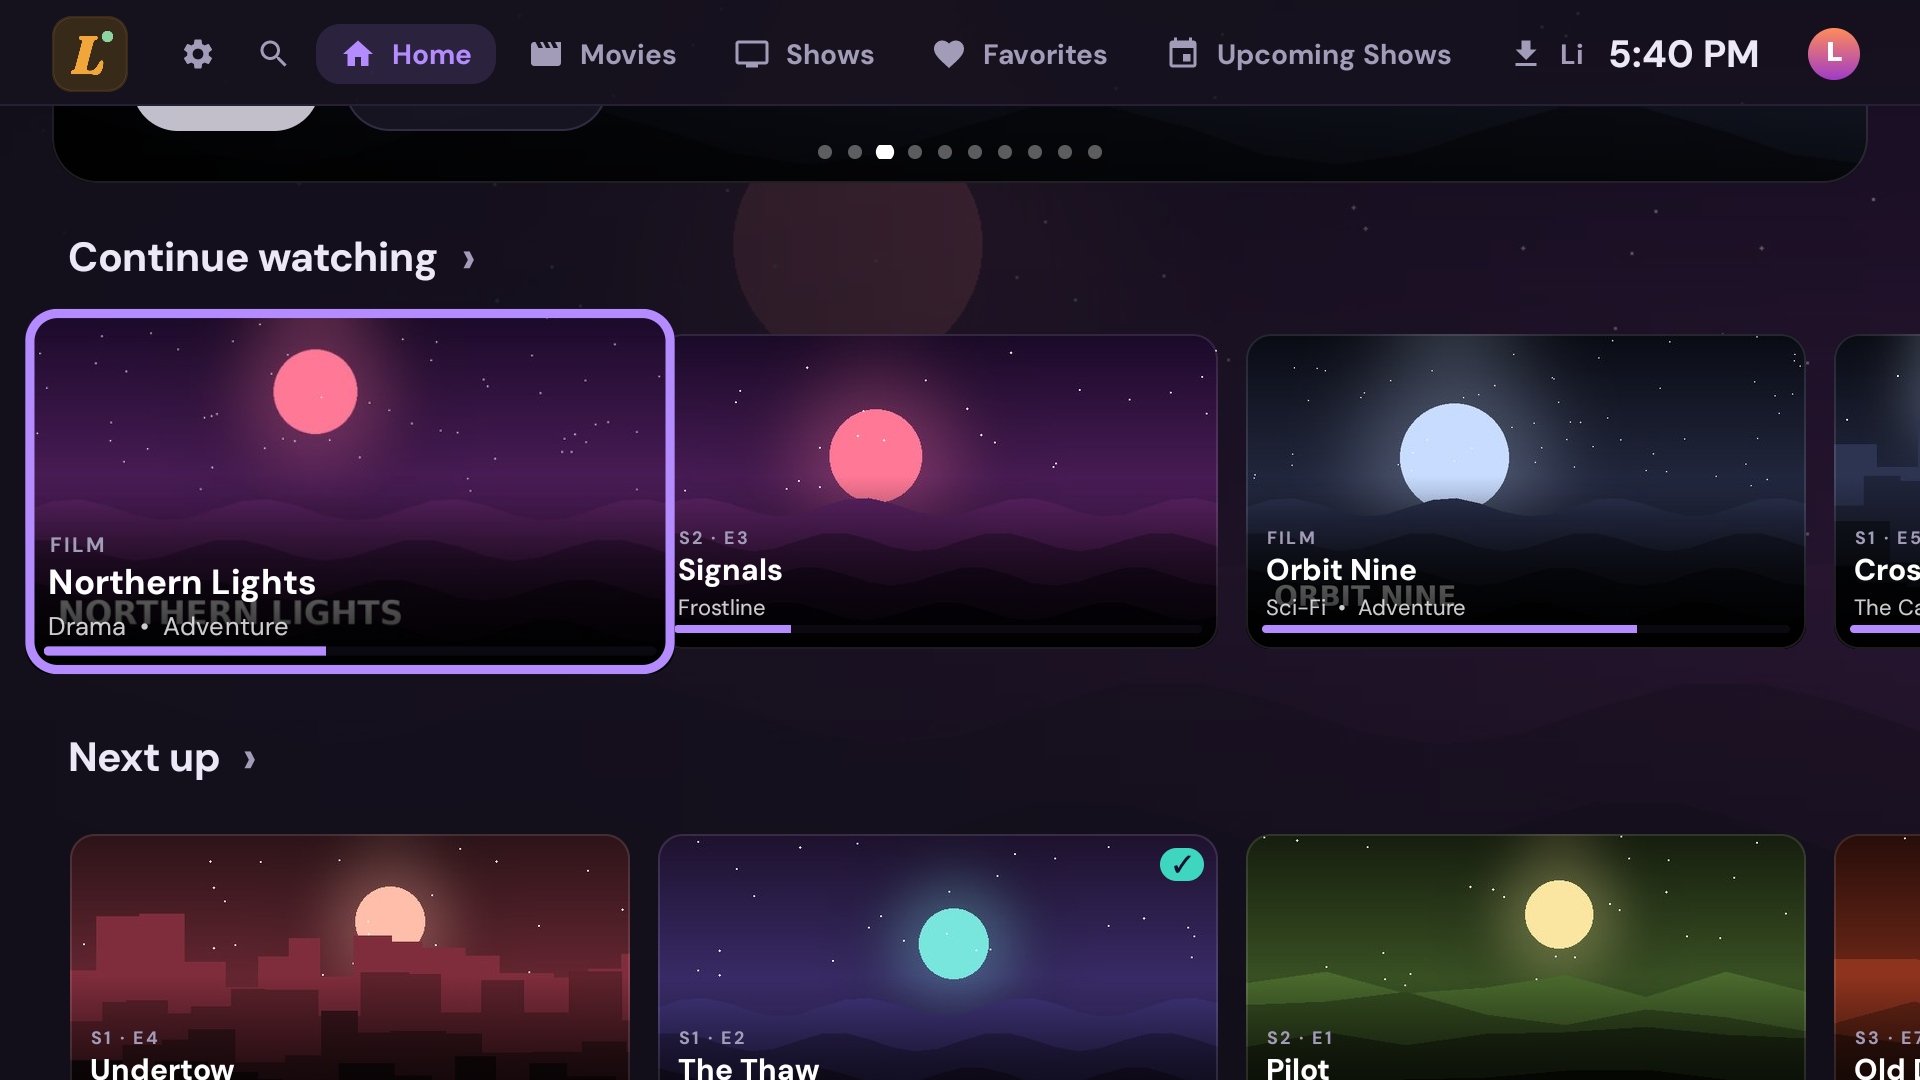 L
Home
Movies
Shows
Favorites
Upcoming Shows
Li
5:40 PM
L
Continue watching ›
FILM
Northern Lights
NORTHERN LIGHTS
Drama • Adventure
S2 · E3
Signals
Frostline
FILM
Orbit Nine
ORBIT NINE
Sci-Fi • Adventure
S1 · E5
Cros
The Ca
Next up ›
S1 · E4
Undertow
✓
S1 · E2
The Thaw
S2 · E1
Pilot
S3 · E7
Old